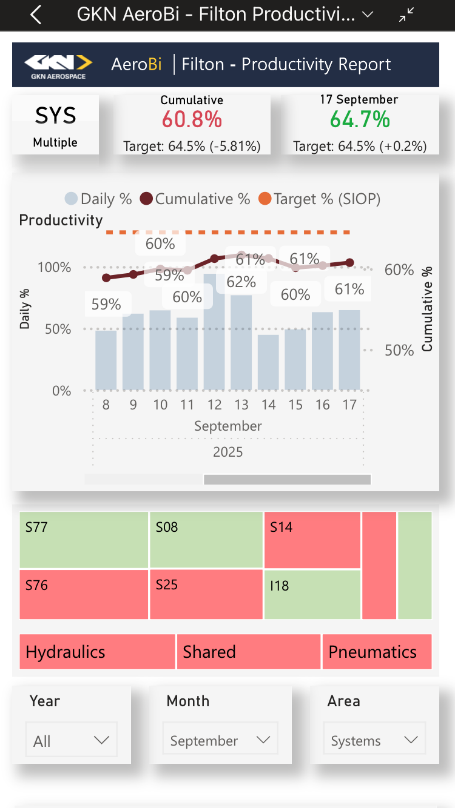 GKN AeroBi - Filton Productivi...
GKN
GKN AEROSPACE
AeroBi | Filton - Productivity Report
SYS
Multiple
Cumulative
60.8%
Target: 64.5% (-5.81%)
17 September
64.7%
Target: 64.5% (+0.2%)
Daily % Cumulative % Target % (SIOP)
Productivity
Daily %
100%
50%
0%
59%
60%
59%
60%
61%
62%
61%
60%
61%
60%
50%
Cumulative %
8 9 10 11 12 13 14 15 16 17
September
2025
S77 S08 S14
S76 S25 I18
Hydraulics Shared Pneumatics
Year Month Area
All September Systems